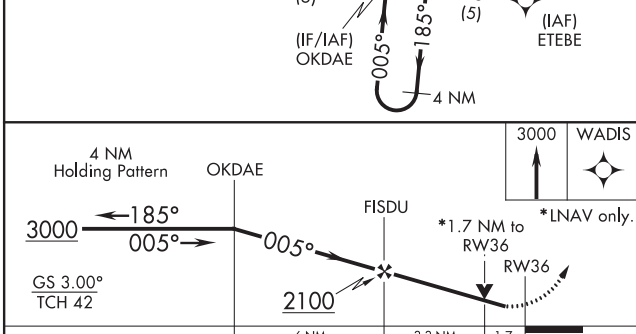 (5)
(IAF)
ETEBE
(IF/IAF)
OKDAE
005°
185°
4 NM
3000
WADIS
4 NM
Holding Pattern
OKDAE
FISDU
*LNAV only.
*1.7 NM to
RW36
RW36
3000
185°
005°
005°
GS 3.00°
TCH 42
2100